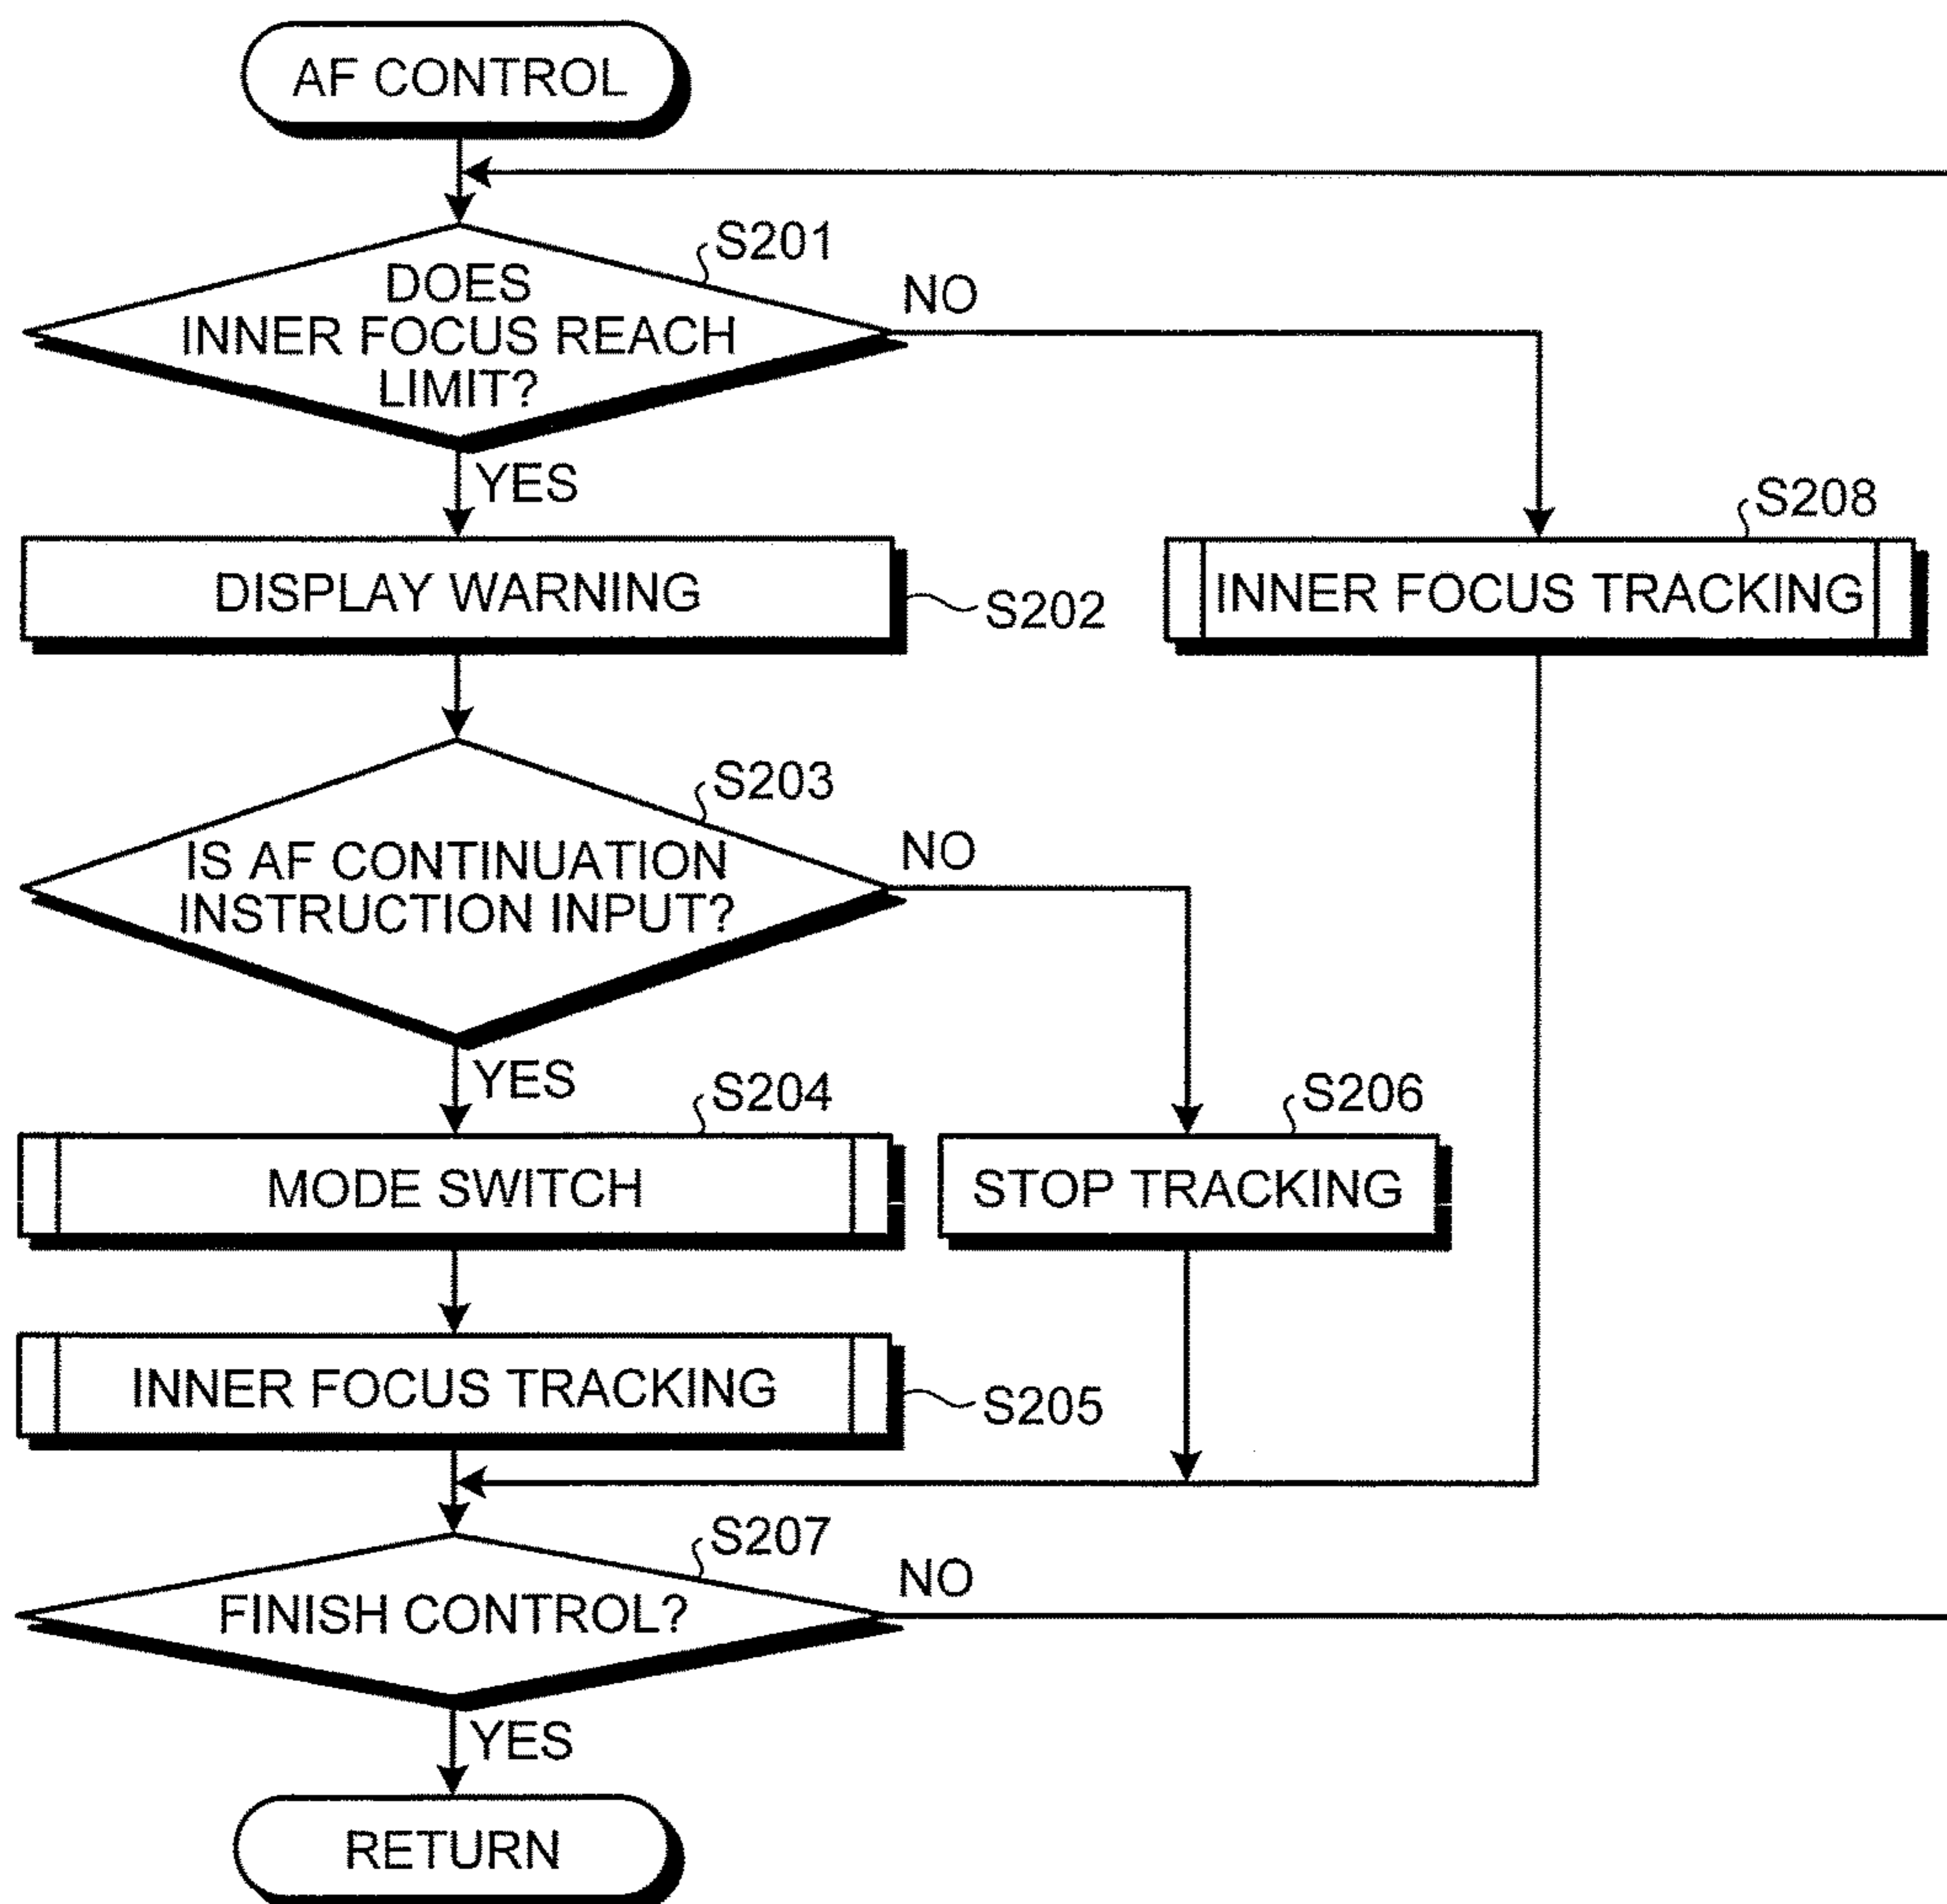 AF CONTROL
S201
DOES
INNER FOCUS REACH
LIMIT?
NO
YES
S208
DISPLAY WARNING
S202
INNER FOCUS TRACKING
S203
IS AF CONTINUATION
INSTRUCTION INPUT?
NO
YES
S204
S206
MODE SWITCH
STOP TRACKING
INNER FOCUS TRACKING
S205
S207
FINISH CONTROL?
NO
YES
RETURN